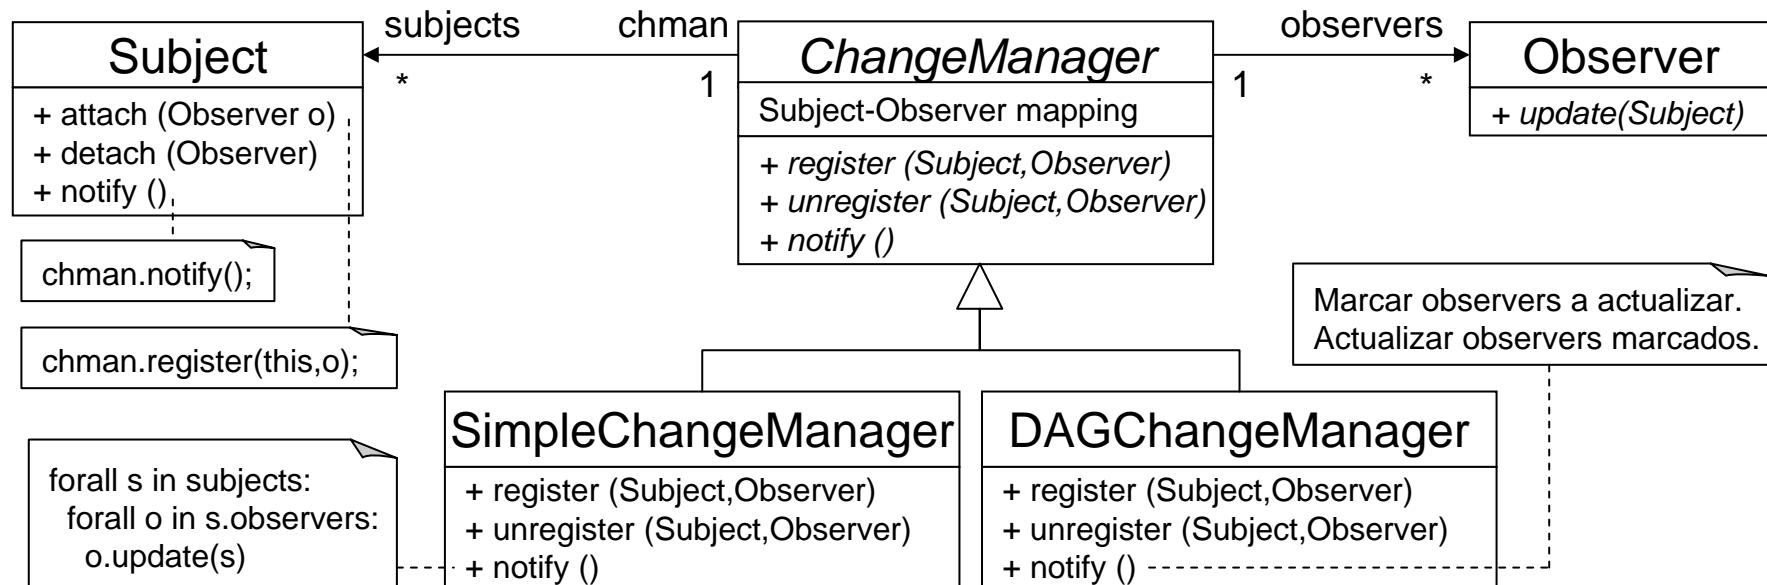 subjects
chman
observers
*
1
1
*
Subject
+ attach (Observer o)
+ detach (Observer)
+ notify ()
ChangeManager
Subject-Observer mapping
+ register (Subject,Observer)
+ unregister (Subject,Observer)
+ notify ()
Observer
+ update(Subject)
chman.notify();
chman.register(this,o);
Marcar observers a actualizar.
Actualizar observers marcados.
forall s in subjects:
forall o in s.observers:
o.update(s)
SimpleChangeManager
+ register (Subject,Observer)
+ unregister (Subject,Observer)
+ notify ()
DAGChangeManager
+ register (Subject,Observer)
+ unregister (Subject,Observer)
+ notify ()